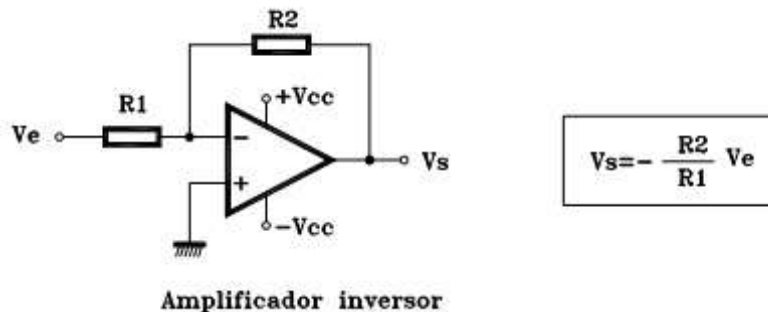 R2
R1
+Vcc
Ve
-
Vs
+
-Vcc
Vs=- R2/R1 Ve
Amplificador inversor